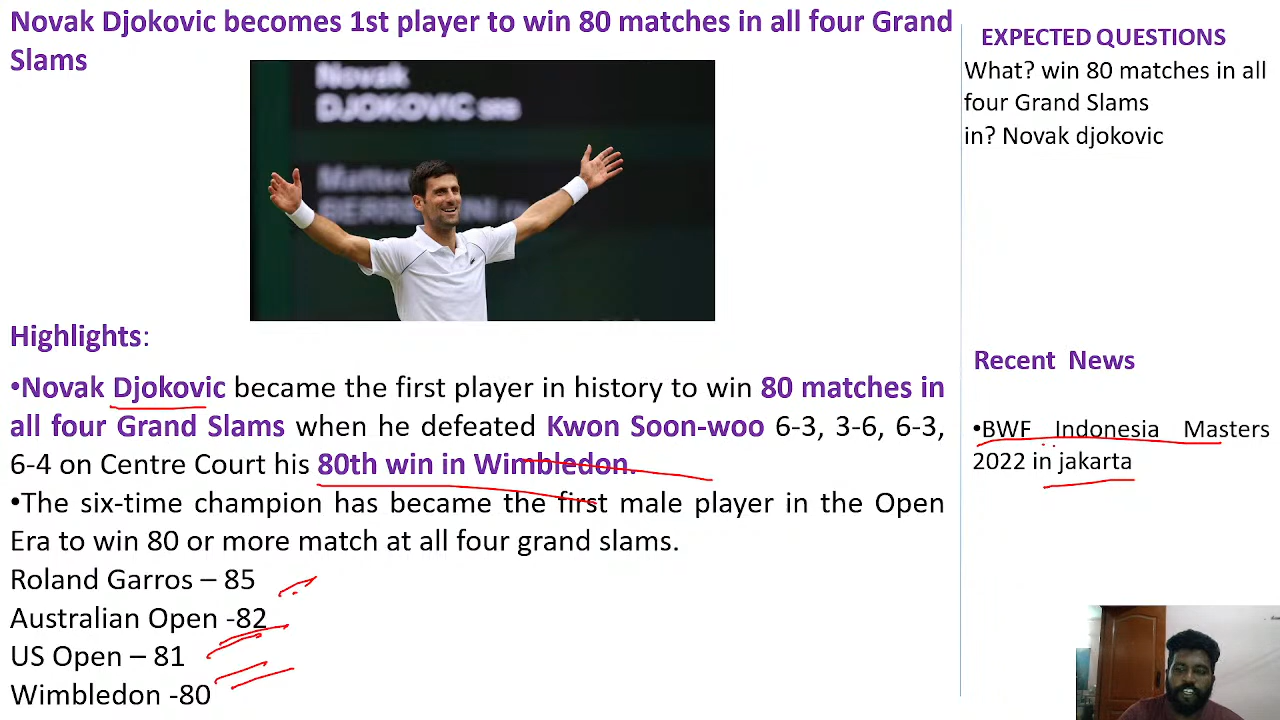 Novak Djokovic becomes 1st player to win 80 matches in all four Grand
Slams
Novak
DJOKOVIC SRB
Matteo
BERRETTINI
Highlights:
•Novak Djokovic became the first player in history to win 80 matches in
all four Grand Slams when he defeated Kwon Soon-woo 6-3, 3-6, 6-3,
6-4 on Centre Court his 80th win in Wimbledon.
•The six-time champion has became the first male player in the Open
Era to win 80 or more match at all four grand slams.
Roland Garros – 85
Australian Open -82
US Open – 81
Wimbledon -80
EXPECTED QUESTIONS
What? win 80 matches in all
four Grand Slams
in? Novak djokovic
Recent News
•BWF Indonesia Masters
2022 in jakarta